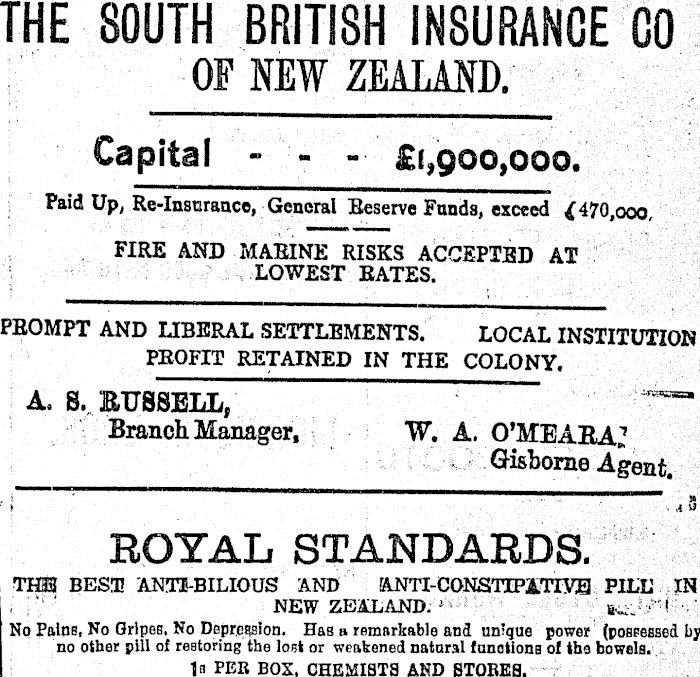 THE SOUTH BRITISH INSURANCE CO
OF NEW ZEALAND.
Capital - - - £1,900,000.
Paid Up, Re-Insurance, General Reserve Funds, exceed £470,000.
FIRE AND MARINE RISKS ACCEPTED AT
LOWEST RATES.
PROMPT AND LIBERAL SETTLEMENTS. LOCAL INSTITUTION
PROFIT RETAINED IN THE COLONY.
A. S. RUSSELL,
Branch Manager,
W. A. O'MEARA,
Gisborne Agent.
ROYAL STANDARDS.
THE BEST ANTI-BILIOUS AND ANTI-CONSTIPATIVE PILL IN
NEW ZEALAND.
No Pains, No Gripes, No Depression. Has a remarkable and unique power (possessed by
no other pill of restoring the lost or weakened natural functions of the bowels.
1s PER BOX, CHEMISTS AND STORES.